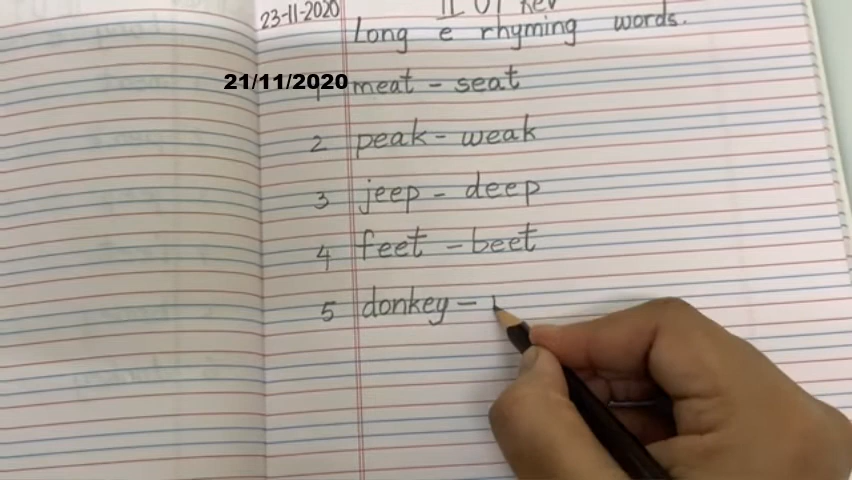 23-11-2020
Long e rhyming words.
21/11/2020
1 meat - seat
2 peak - weak
3 jeep - deep
4 feet - beet
5 donkey -